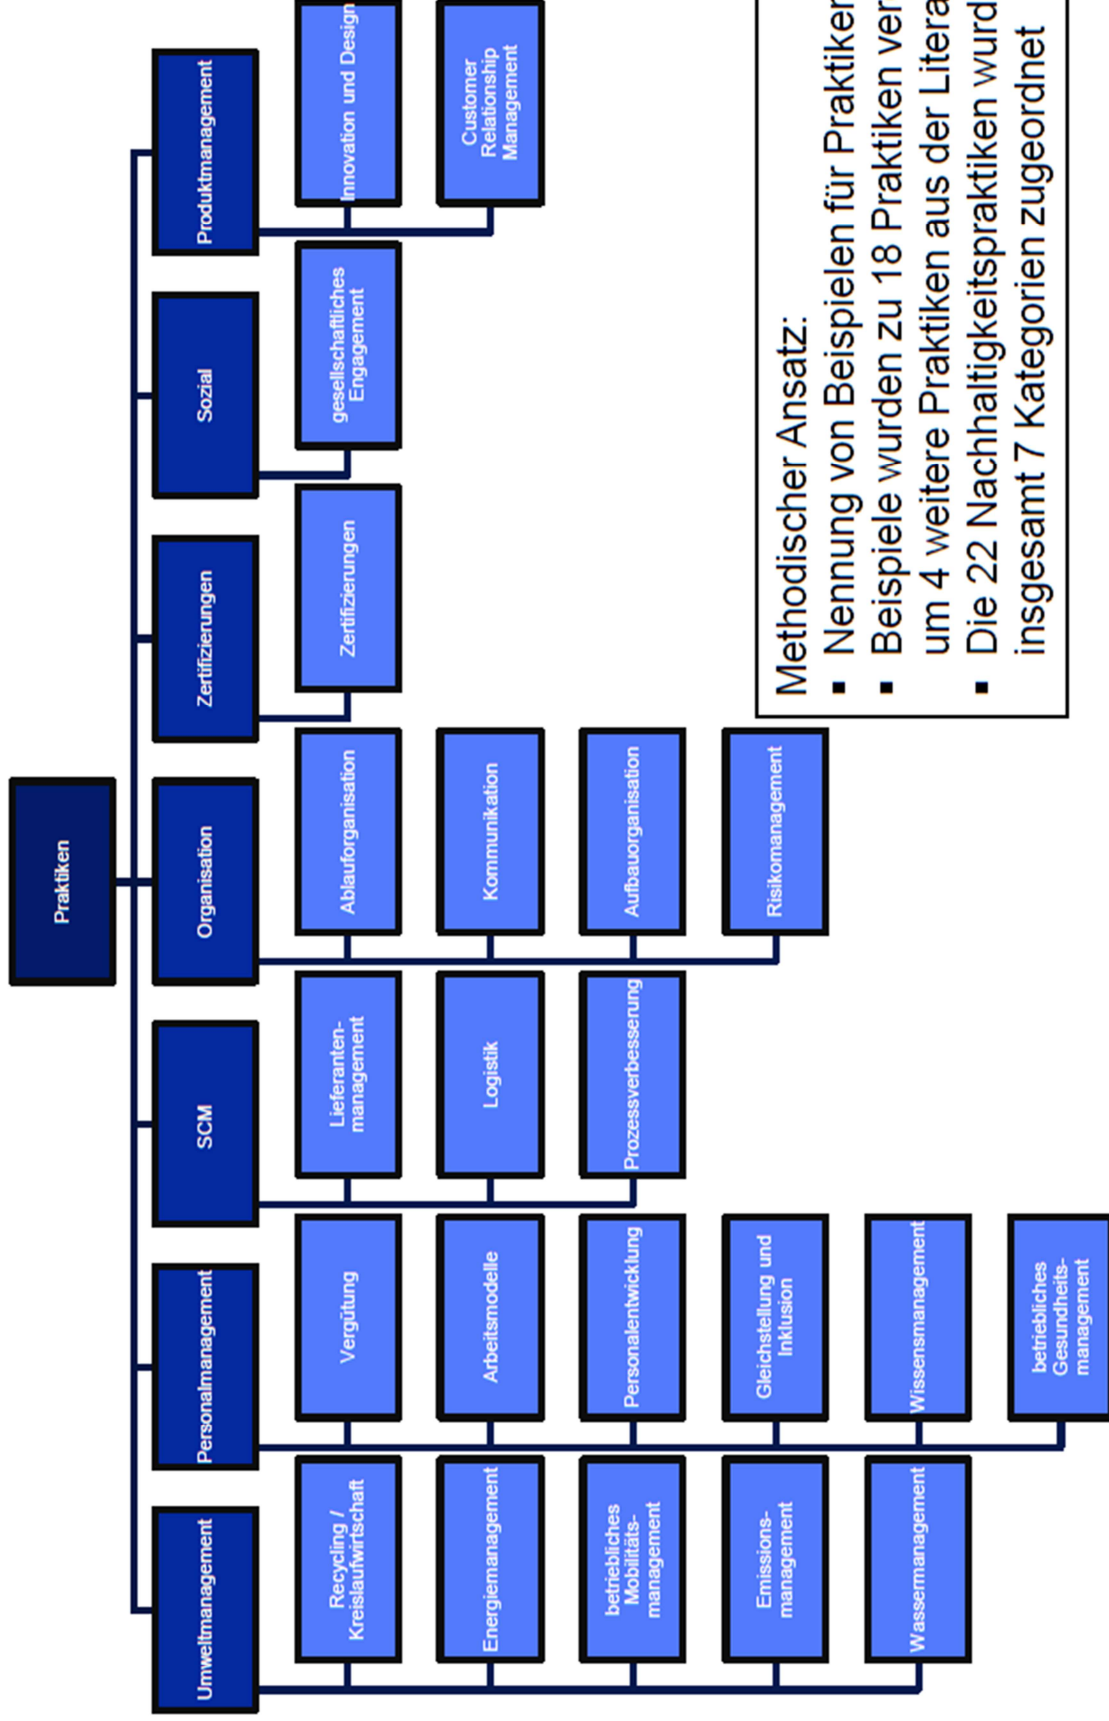 Praktiken
Umweltmanagement
Recycling /
Kreislaufwirtschaft
Energiemanagement
betriebliches
Mobilitäts-
management
Emissions-
management
Wassermanagement
Personalmanagement
Vergütung
Arbeitsmodelle
Personalentwicklung
Gleichstellung und
Inklusion
Wissensmanagement
betriebliches
Gesundheits-
management
SCM
Lieferanten-
management
Logistik
Prozessverbesserung
Organisation
Ablauforganisation
Kommunikation
Aufbauorganisation
Risikomanagement
Zertifizierungen
Zertifizierungen
Sozial
gesellschaftliches
Engagement
Produktmanagement
Innovation und Design
Customer
Relationship
Management
Methodischer Ansatz:
▪ Nennung von Beispielen für Praktiken
▪ Beispiele wurden zu 18 Praktiken ver
um 4 weitere Praktiken aus der Litera
▪ Die 22 Nachhaltigkeitspraktiken wurd
insgesamt 7 Kategorien zugeordnet